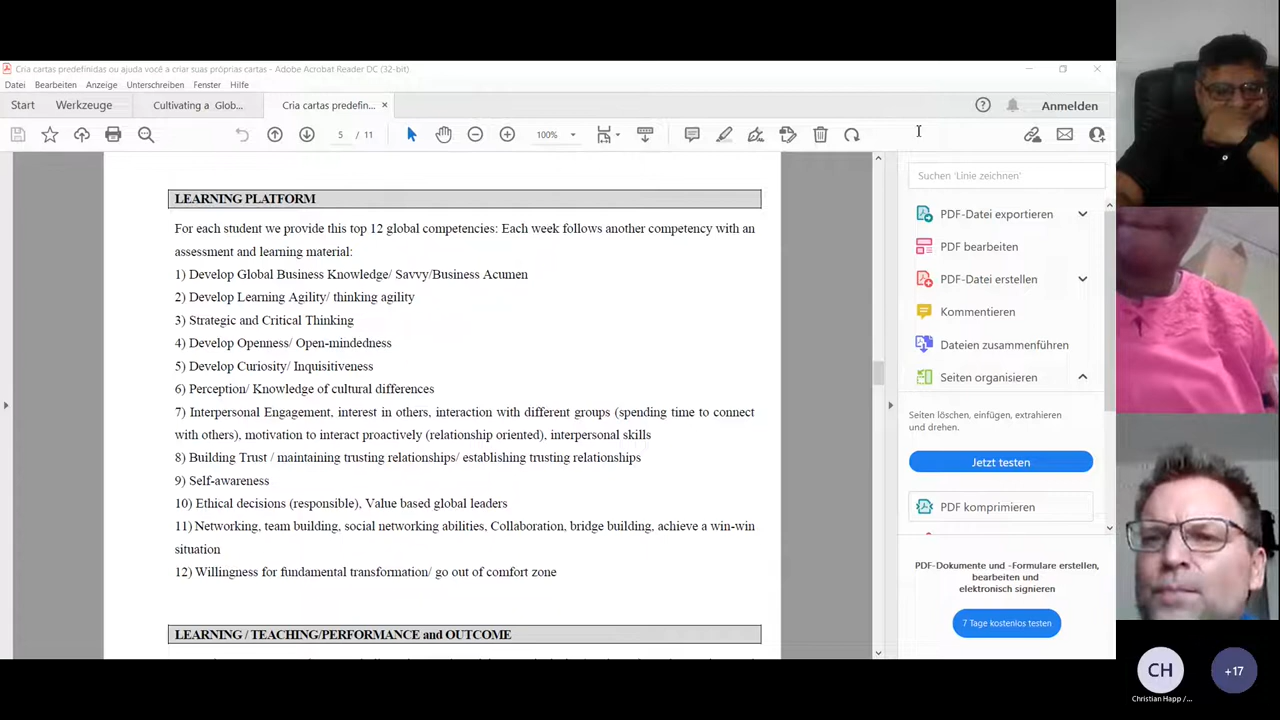 Cria cartas predefinidas ou ajuda você a criar suas próprias cartas - Adobe Acrobat Reader DC (32-bit)
Datei Bearbeiten Anzeige Unterschreiben Fenster Hilfe
Start Werkzeuge Cultivating a Glob... Cria cartas predefin... × Anmelden
5 / 11 100%
LEARNING PLATFORM
For each student we provide this top 12 global competencies: Each week follows another competency with an
assessment and learning material:
1) Develop Global Business Knowledge/ Savvy/Business Acumen
2) Develop Learning Agility/ thinking agility
3) Strategic and Critical Thinking
4) Develop Openness/ Open-mindedness
5) Develop Curiosity/ Inquisitiveness
6) Perception/ Knowledge of cultural differences
7) Interpersonal Engagement, interest in others, interaction with different groups (spending time to connect
with others), motivation to interact proactively (relationship oriented), interpersonal skills
8) Building Trust / maintaining trusting relationships/ establishing trusting relationships
9) Self-awareness
10) Ethical decisions (responsible), Value based global leaders
11) Networking, team building, social networking abilities, Collaboration, bridge building, achieve a win-win
situation
12) Willingness for fundamental transformation/ go out of comfort zone
LEARNING / TEACHING/PERFORMANCE and OUTCOME
Suchen 'Linie zeichnen'
PDF-Datei exportieren
PDF bearbeiten
PDF-Datei erstellen
Kommentieren
Dateien zusammenführen
Seiten organisieren
Seiten löschen, einfügen, extrahieren
und drehen.
Jetzt testen
PDF komprimieren
PDF-Dokumente und -Formulare erstellen,
bearbeiten und
elektronisch signieren
7 Tage kostenlos testen
CH +17
Christian Happ /...